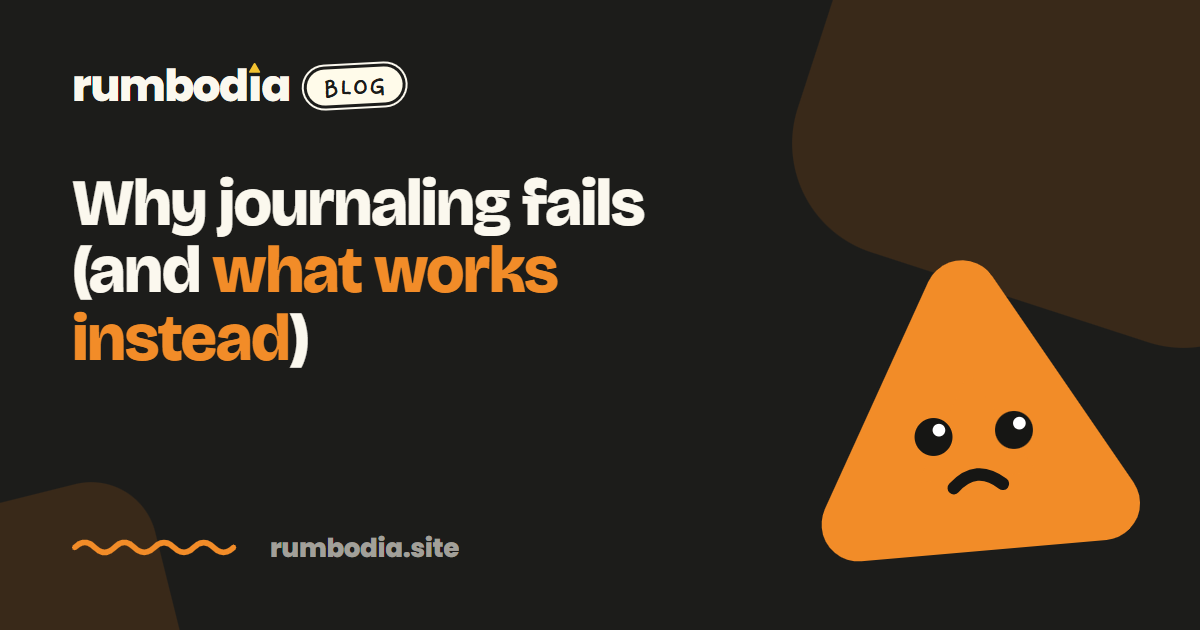 rumbodia BLOG
Why journaling fails
(and what works
instead)
rumbodia.site